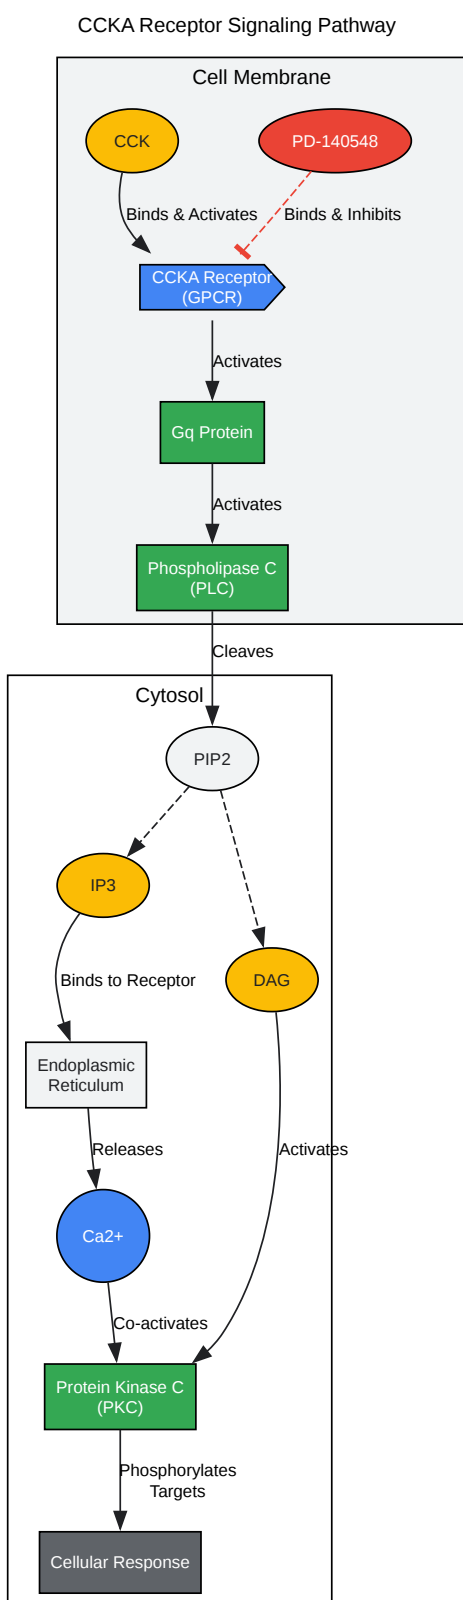 CCKA Receptor Signaling Pathway
Cell Membrane
CCK
PD-140548
Binds & Activates
Binds & Inhibits
CCKA Receptor
(GPCR)
Activates
Gq Protein
Activates
Phospholipase C
(PLC)
Cleaves
Cytosol
PIP2
IP3
DAG
Binds to Receptor
Endoplasmic
Reticulum
Releases
Activates
Ca2+
Co-activates
Protein Kinase C
(PKC)
Phosphorylates
Targets
Cellular Response